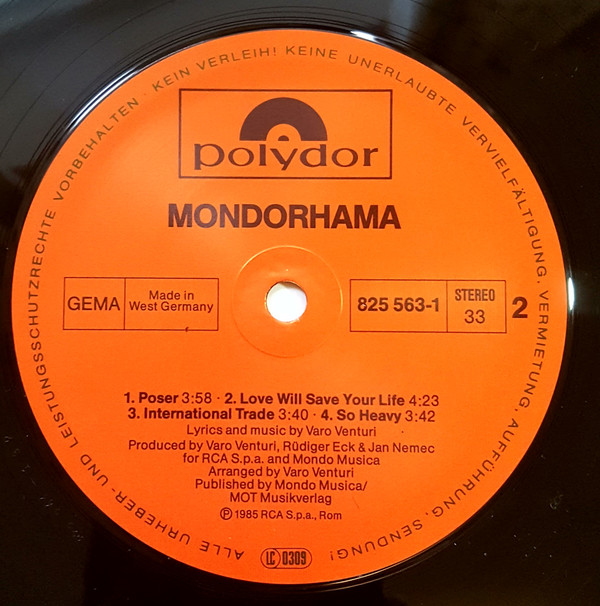 ALLE URHEBER- UND LEISTUNGSSCHUTZRECHTE VORBEHALTEN · KEIN VERLEIH! KEINE UNERLAUBTE VERVIELFÄLTIGUNG, VERMIETUNG, AUFFÜHRUNG, SENDUNG!
polydor
MONDORHAMA
GEMA
Made in
West Germany
825 563-1
STEREO
33
2
1. Poser 3:58 · 2. Love Will Save Your Life 4:23
3. International Trade 3:40 · 4. So Heavy 3:42
Lyrics and music by Varo Venturi
Produced by Varo Venturi, Rüdiger Eck & Jan Nemec
for RCA S.p.a. and Mondo Musica
Arranged by Varo Venturi
Published by Mondo Musica/
MOT Musikverlag
℗ 1985 RCA S.p.a., Rom
LC 0309